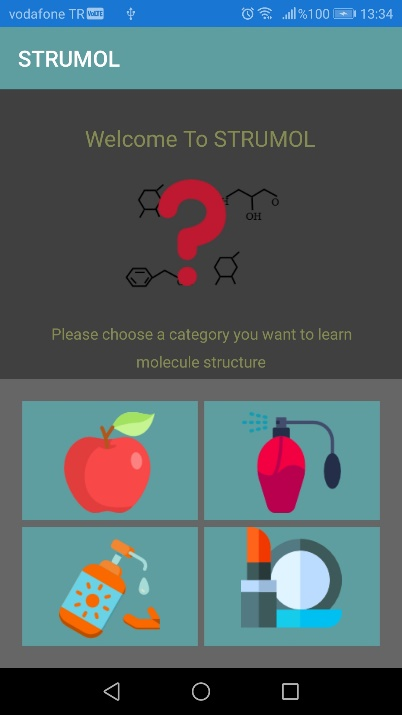 vodafone TR VoLTE %100 13:34
STRUMOL
Welcome To STRUMOL
H O
OH
Please choose a category you want to learn
molecule structure